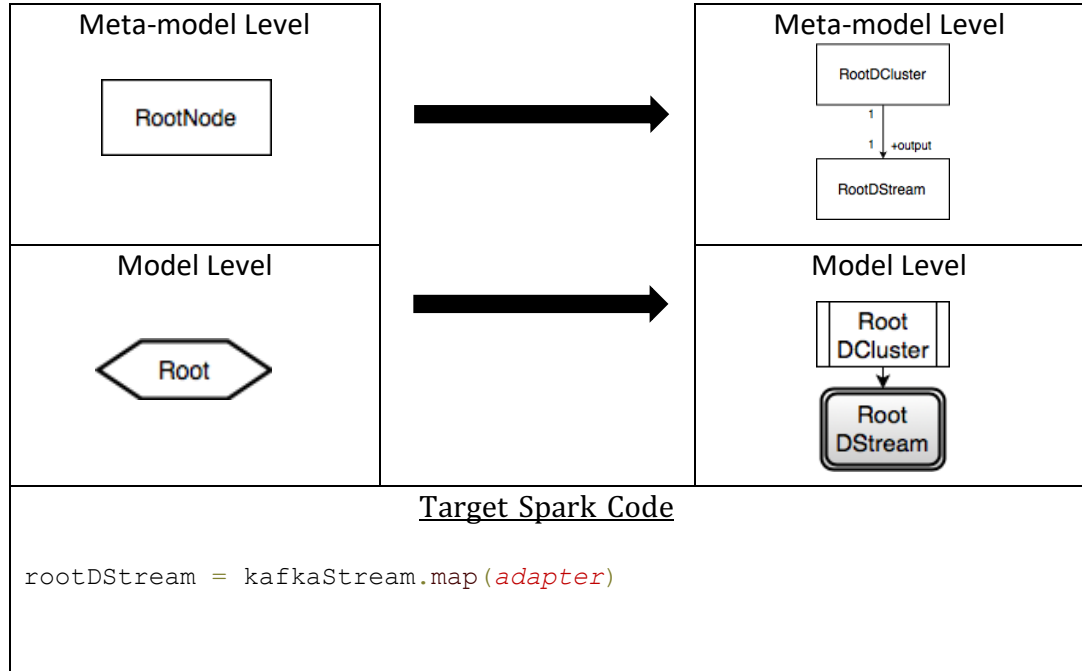 Meta-model Level
RootNode
Meta-model Level
RootDCluster
1
1 +output
RootDStream
Model Level
Root
Model Level
Root
DCluster
Root
DStream
Target Spark Code
rootDStream = kafkaStream.map(adapter)